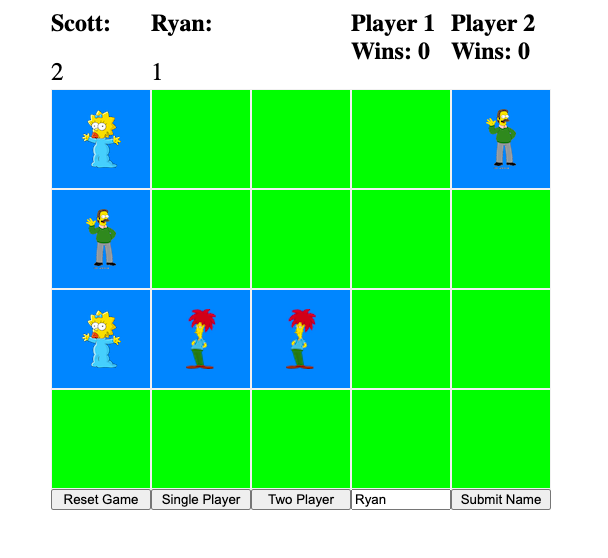 Scott: Ryan: Player 1 Player 2
Wins: 0 Wins: 0
2 1
Reset Game Single Player Two Player Ryan Submit Name